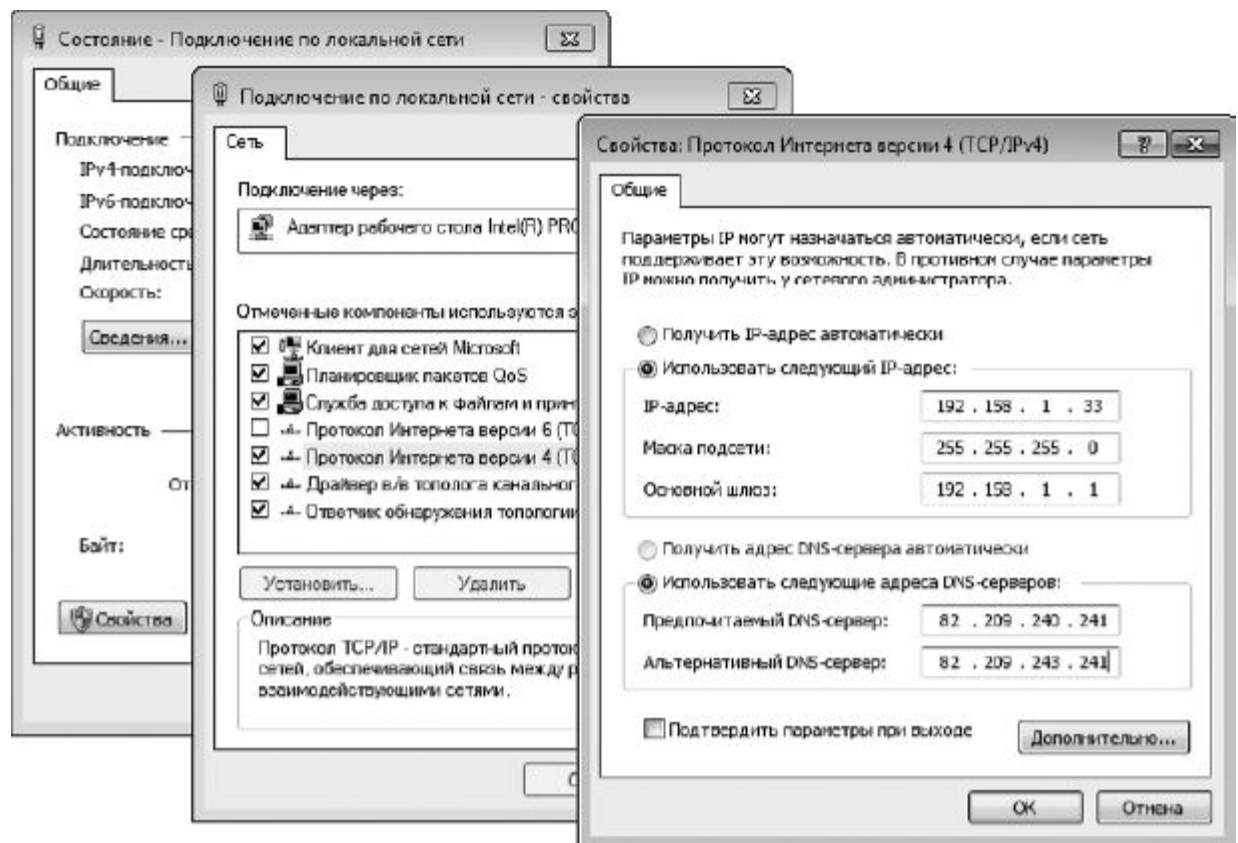 Состояние - Подключение по локальной сети
Общие
Подключение
IPv4-подключ
IPv6-подключ
Состояние сре
Длительность
Скорость:
Сведения...
Активность
От
Байт:
Свойства
Подключение по локальной сети - свойства
Сеть
Подключение через:
Адаптер рабочего стола Intel(R) PRO
Отмеченные компоненты используются э
Клиент для сетей Microsoft
Планировщик пакетов QoS
Служба доступа к файлам и прин
Протокол Интернета версии 6 (TC
Протокол Интернета версии 4 (TC
Драйвер в/в тополога канальног
Ответчик обнаружения топологии
Установить...
Удалить
Описание
Протокол TCP/IP - стандартный проток
сетей, обеспечивающий связь между р
взаимодействующими сетями.
Свойства: Протокол Интернета версии 4 (TCP/IPv4)
Общие
Параметры IP могут назначаться автоматически, если сеть
поддерживает эту возможность. В противном случае параметры
IP можно получить у сетевого администратора.
Получить IP-адрес автоматически
Использовать следующий IP-адрес:
IP-адрес: 192 . 158 . 1 . 33
Маска подсети: 255 . 255 . 255 . 0
Основной шлюз: 192 . 158 . 1 . 1
Получить адрес DNS-сервера автоматически
Использовать следующие адреса DNS-серверов:
Предпочитаемый DNS-сервер: 82 . 209 . 240 . 241
Альтернативный DNS-сервер: 82 . 209 . 243 . 241
Подтвердить параметры при выходе
Дополнительно...
ОК
Отмена